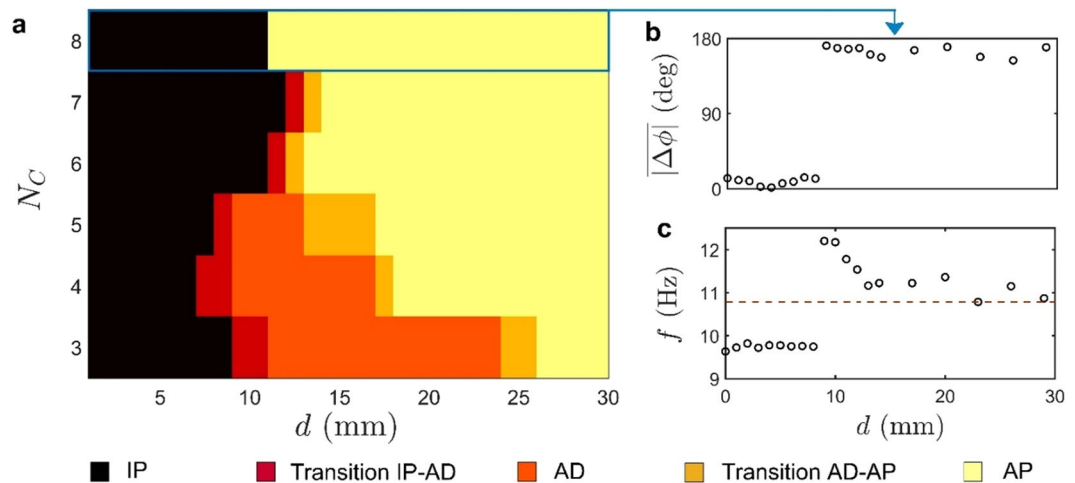 a
8
7
6
5
4
3
N_C
5
10
15
20
25
30
d (mm)
b
180
90
0
|Δϕ| (deg)
c
12
11
10
9
f (Hz)
0
10
20
30
d (mm)
IP
Transition IP-AD
AD
Transition AD-AP
AP